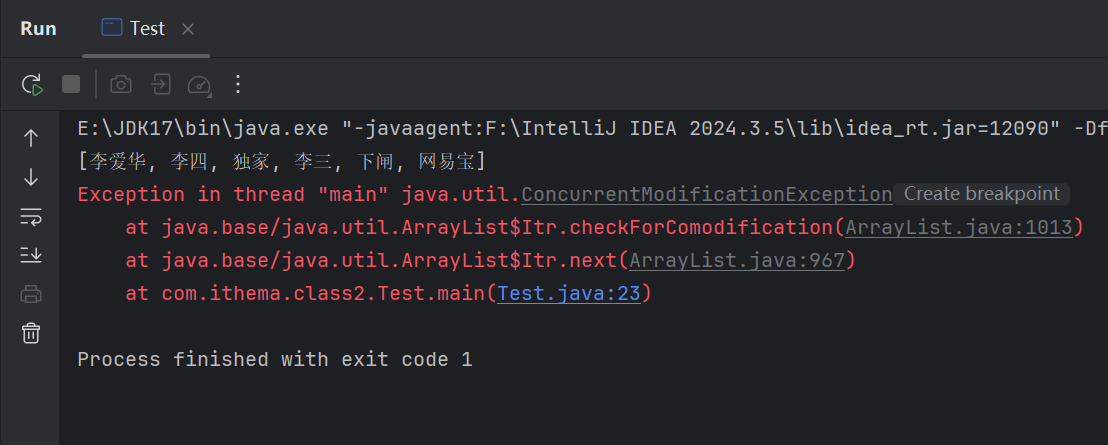 Run
Test
E:\JDK17\bin\java.exe "-javaagent:F:\IntelliJ IDEA 2024.3.5\lib\idea_rt.jar=12090" -Df
[李爱华, 李四, 独家, 李三, 下闸, 网易宝]
Exception in thread "main" java.util.ConcurrentModificationException Create breakpoint
    at java.base/java.util.ArrayList$Itr.checkForComodification(ArrayList.java:1013)
    at java.base/java.util.ArrayList$Itr.next(ArrayList.java:967)
    at com.ithema.class2.Test.main(Test.java:23)
Process finished with exit code 1